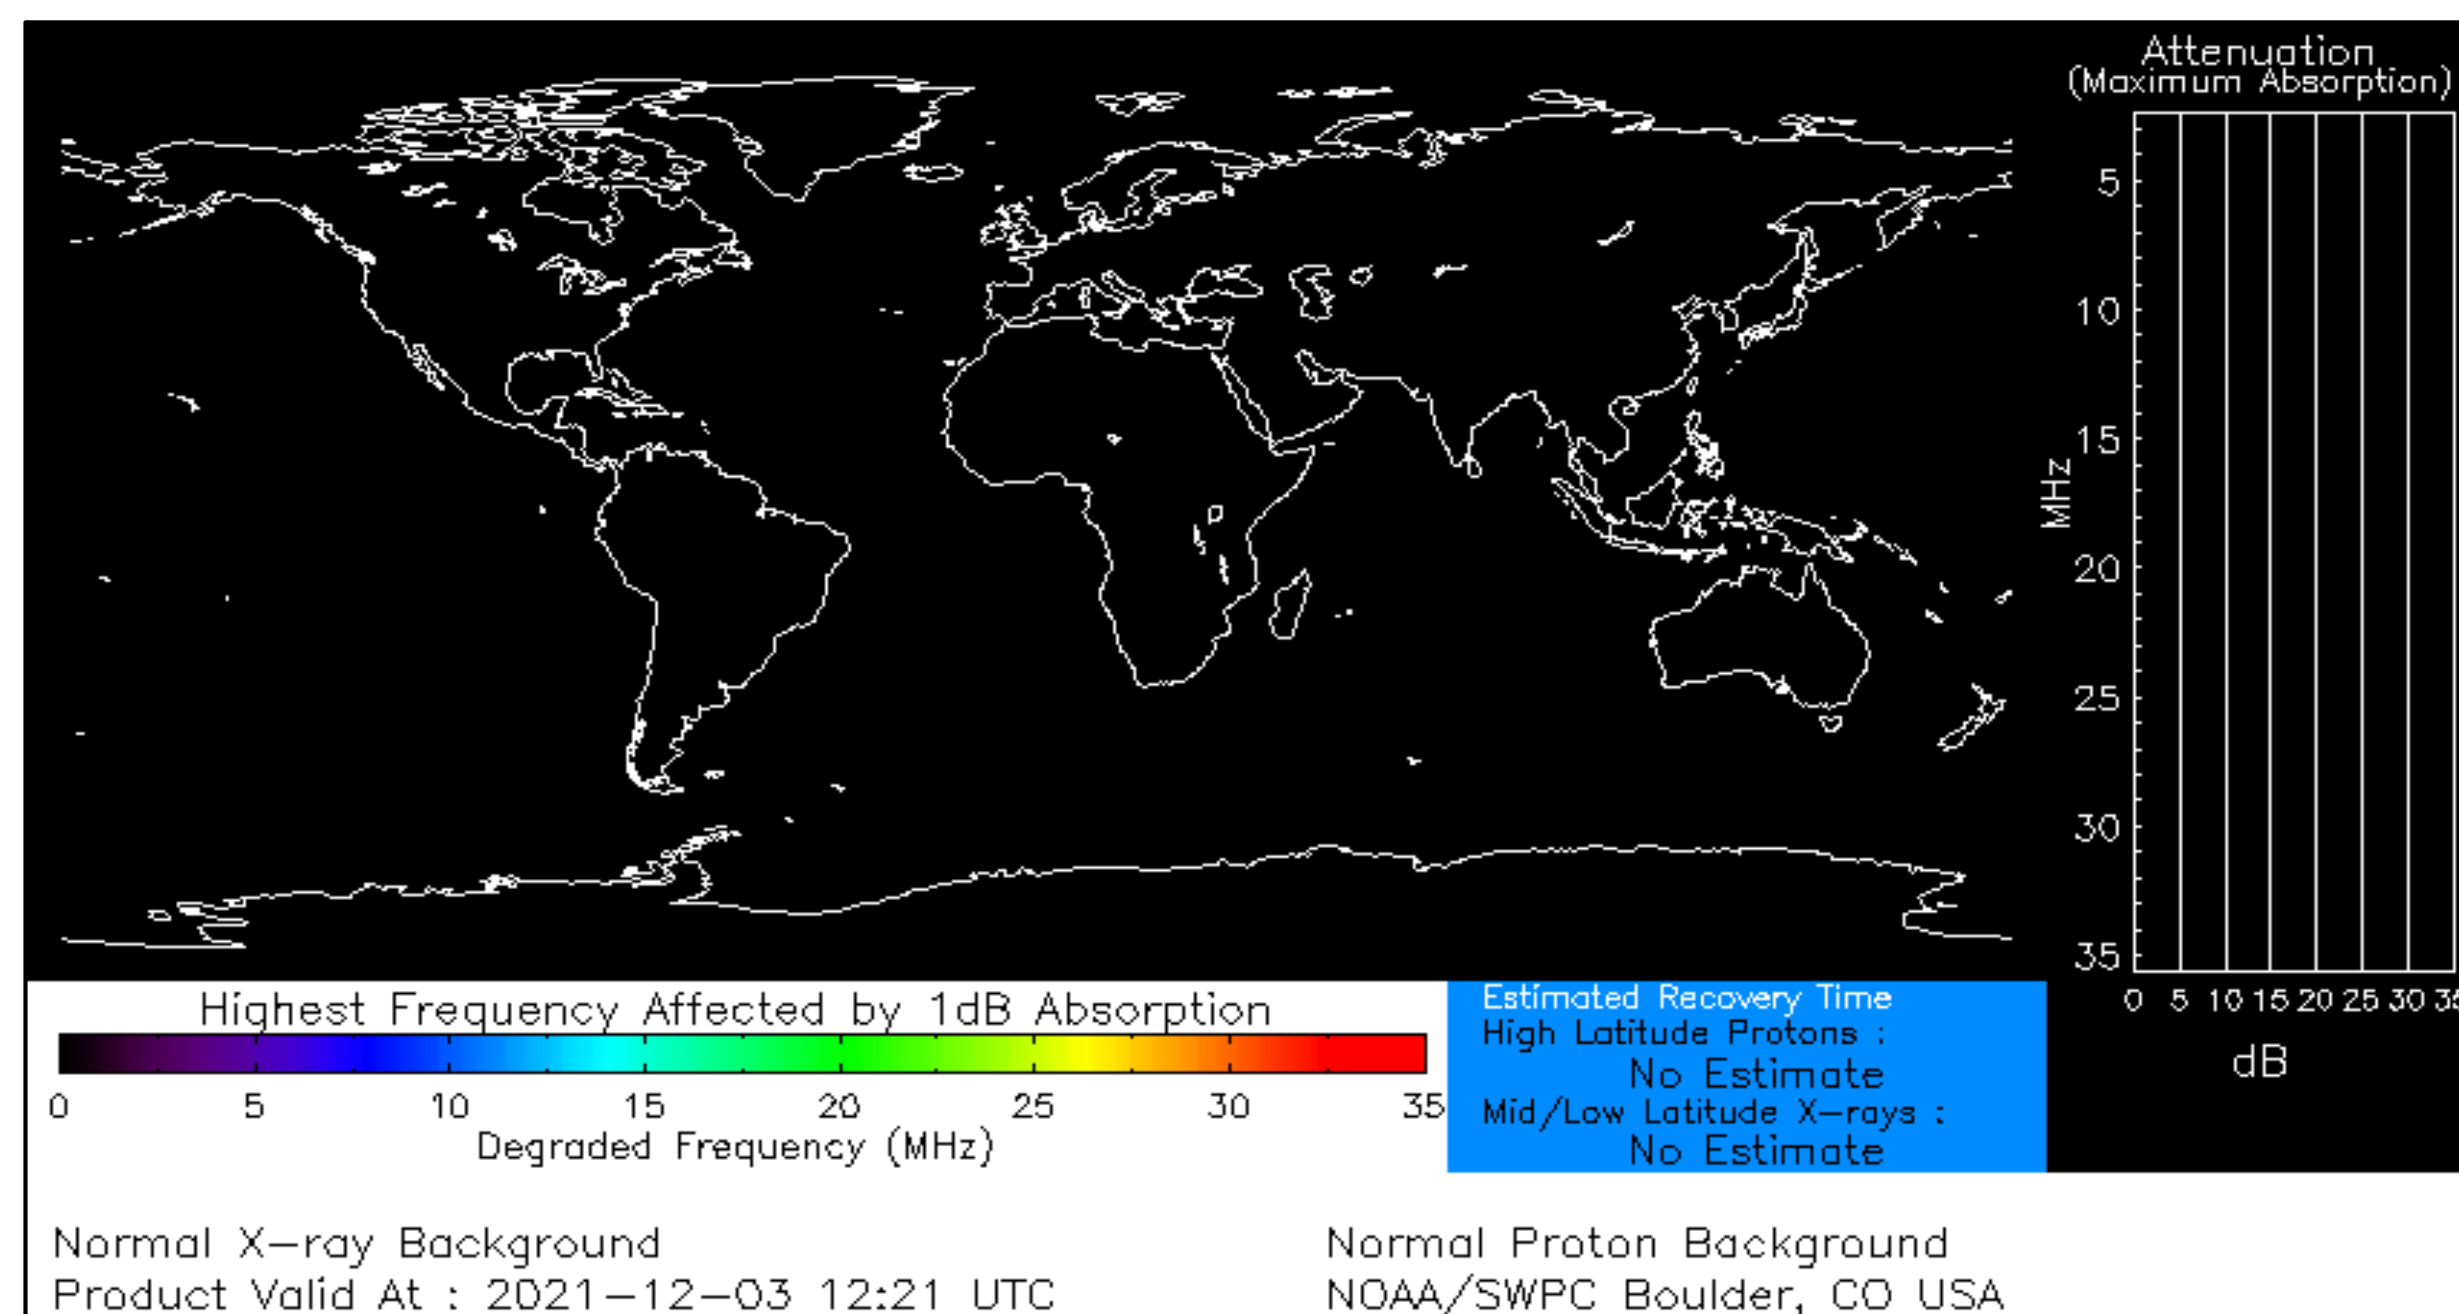 Attenuation
(Maximum Absorption)
5
10
15
20
25
30
35
MHz
0 5 10 15 20 25 30 35
dB
Highest Frequency Affected by 1dB Absorption
0 5 10 15 20 25 30 35
Degraded Frequency (MHz)
Estimated Recovery Time
High Latitude Protons :
No Estimate
Mid/Low Latitude X-rays :
No Estimate
Normal X-ray Background
Normal Proton Background
Product Valid At : 2021-12-03 12:21 UTC
NOAA/SWPC Boulder, CO USA